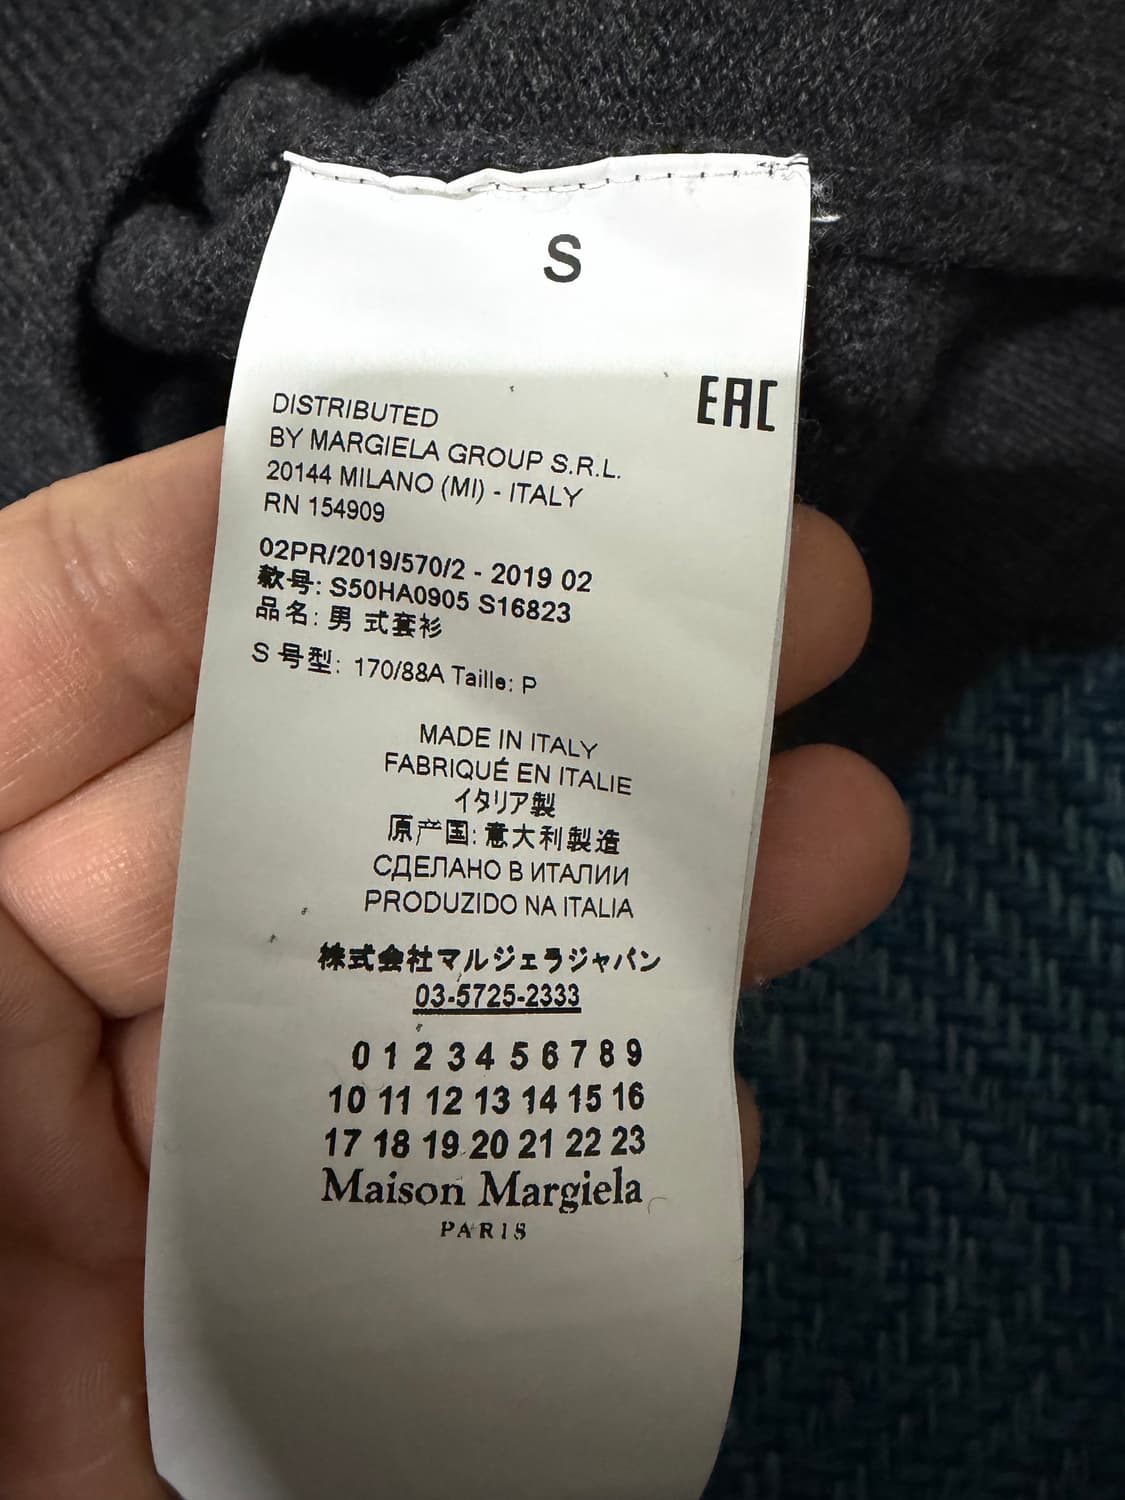 S
EAC
DISTRIBUTED
BY MARGIELA GROUP S.R.L.
20144 MILANO (MI) - ITALY
RN 154909
02PR/2019/570/2 - 2019 02
款号: S50HA0905 S16823
品名: 男 式套衫
S 号型: 170/88A Taille: P
MADE IN ITALY
FABRIQUÉ EN ITALIE
イタリア製
原产国: 意大利製造
СДЕЛАНО В ИТАЛИИ
PRODUZIDO NA ITALIA
株式会社マルジェラジャパン
03-5725-2333
0 1 2 3 4 5 6 7 8 9
10 11 12 13 14 15 16
17 18 19 20 21 22 23
Maison Margiela
PARIS